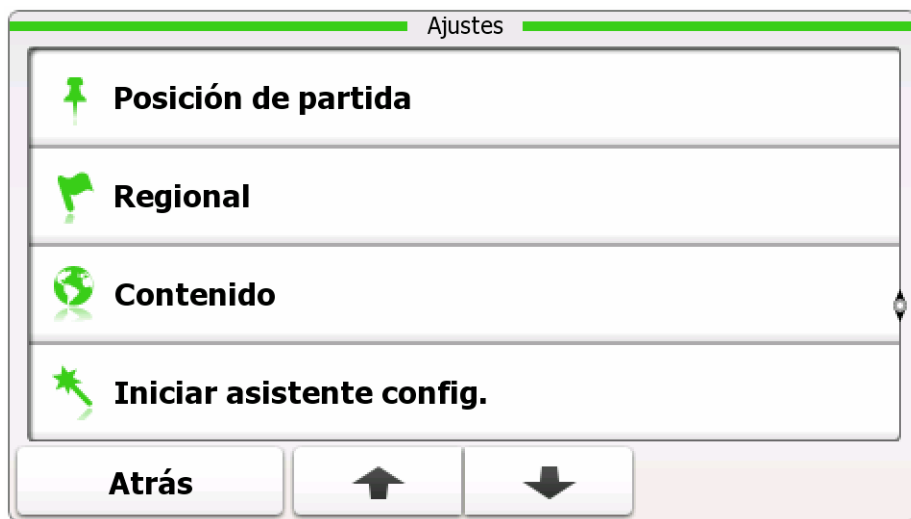 Ajustes
Posición de partida
Regional
Contenido
Iniciar asistente config.
Atrás